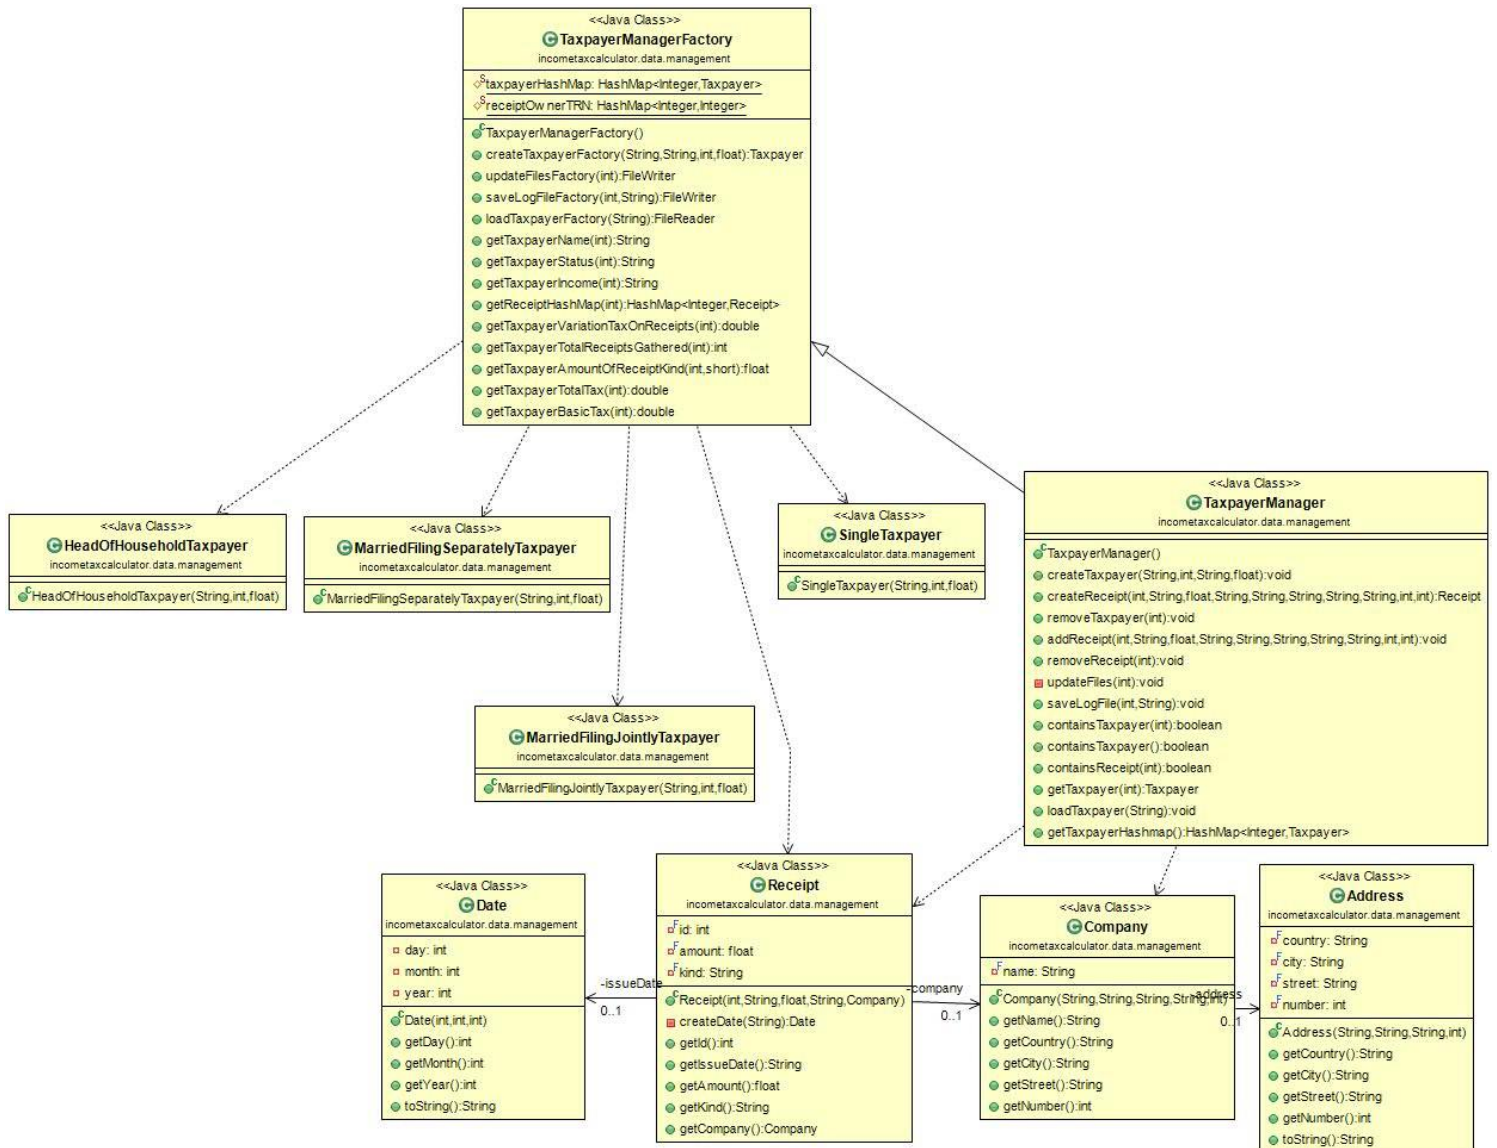 <<Java Class>>
TaxpayerManagerFactory
incometaxcalculator.data.management
taxpayerHashMap: HashMap<Integer,Taxpayer>
receiptOwnerTRN: HashMap<Integer,Integer>
TaxpayerManagerFactory()
createTaxpayerFactory(String,String,int,float):Taxpayer
updateFilesFactory(int):FileWriter
saveLogFileFactory(int,String):FileWriter
loadTaxpayerFactory(String):FileReader
getTaxpayerName(int):String
getTaxpayerStatus(int):String
getTaxpayerIncome(int):String
getReceiptHashMap(int):HashMap<Integer,Receipt>
getTaxpayerVariationTaxOnReceipts(int):double
getTaxpayerTotalReceiptsGathered(int):int
getTaxpayerAmountOfReceiptKind(int,short):float
getTaxpayerTotalTax(int):double
getTaxpayerBasicTax(int):double
<<Java Class>>
HeadOfHouseholdTaxpayer
incometaxcalculator.data.management
HeadOfHouseholdTaxpayer(String,int,float)
<<Java Class>>
MarriedFilingSeparatelyTaxpayer
incometaxcalculator.data.management
MarriedFilingSeparatelyTaxpayer(String,int,float)
<<Java Class>>
SingleTaxpayer
incometaxcalculator.data.management
SingleTaxpayer(String,int,float)
<<Java Class>>
TaxpayerManager
incometaxcalculator.data.management
TaxpayerManager()
createTaxpayer(String,int,String,float):void
createReceipt(int,String,float,String,String,String,String,String,int,int):Receipt
removeTaxpayer(int):void
addReceipt(int,String,float,String,String,String,String,String,int,int):void
removeReceipt(int):void
updateFiles(int):void
saveLogFile(int,String):void
containsTaxpayer(int):boolean
containsTaxpayer():boolean
containsReceipt(int):boolean
getTaxpayer(int):Taxpayer
loadTaxpayer(String):void
getTaxpayerHashmap():HashMap<Integer,Taxpayer>
<<Java Class>>
MarriedFilingJointlyTaxpayer
incometaxcalculator.data.management
MarriedFilingJointlyTaxpayer(String,int,float)
<<Java Class>>
Date
incometaxcalculator.data.management
day: int
month: int
year: int
Date(int,int,int)
getDay():int
getMonth():int
getYear():int
toString():String
-issueDate
0..1
<<Java Class>>
Receipt
incometaxcalculator.data.management
id: int
amount: float
kind: String
Receipt(int,String,float,String,Company)
createDate(String):Date
getId():int
getIssueDate():String
getAmount():float
getKind():String
getCompany():Company
-company
0..1
<<Java Class>>
Company
incometaxcalculator.data.management
name: String
Company(String,String,String,String,int)
getName():String
getCountry():String
getCity():String
getStreet():String
getNumber():int
-address
0..1
<<Java Class>>
Address
incometaxcalculator.data.management
country: String
city: String
street: String
number: int
Address(String,String,String,int)
getCountry():String
getCity():String
getStreet():String
getNumber():int
toString():String